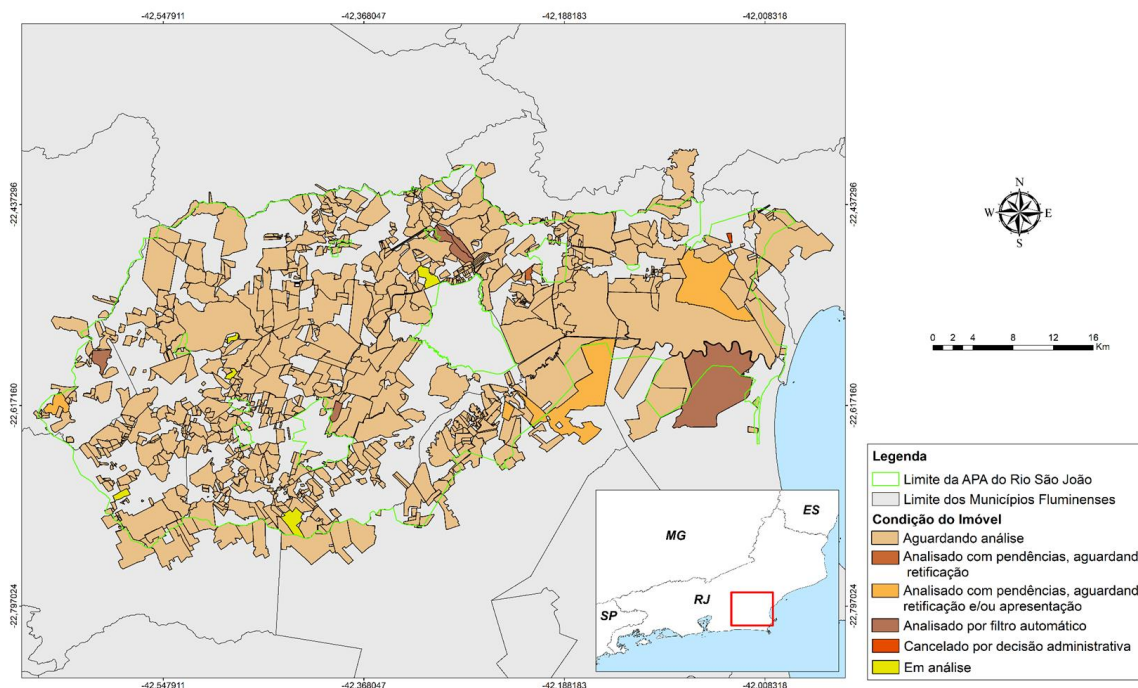 -42,547911
-42,368047
-42,188183
-42,008318
-22,437296
-22,437296
-22,617160
-22,617160
-22,797024
-22,797024
N
W
E
S
0 2 4 8 12 16
Km
Legenda
Limite da APA do Rio São João
Limite dos Municípios Fluminenses
Condição do Imóvel
Aguardando análise
Analisado com pendências, aguardand
retificação
Analisado com pendências, aguardand
retificação e/ou apresentação
Analisado por filtro automático
Cancelado por decisão administrativa
Em análise
ES
MG
RJ
SP
-42,547911
-42,368047
-42,188183
-42,008318